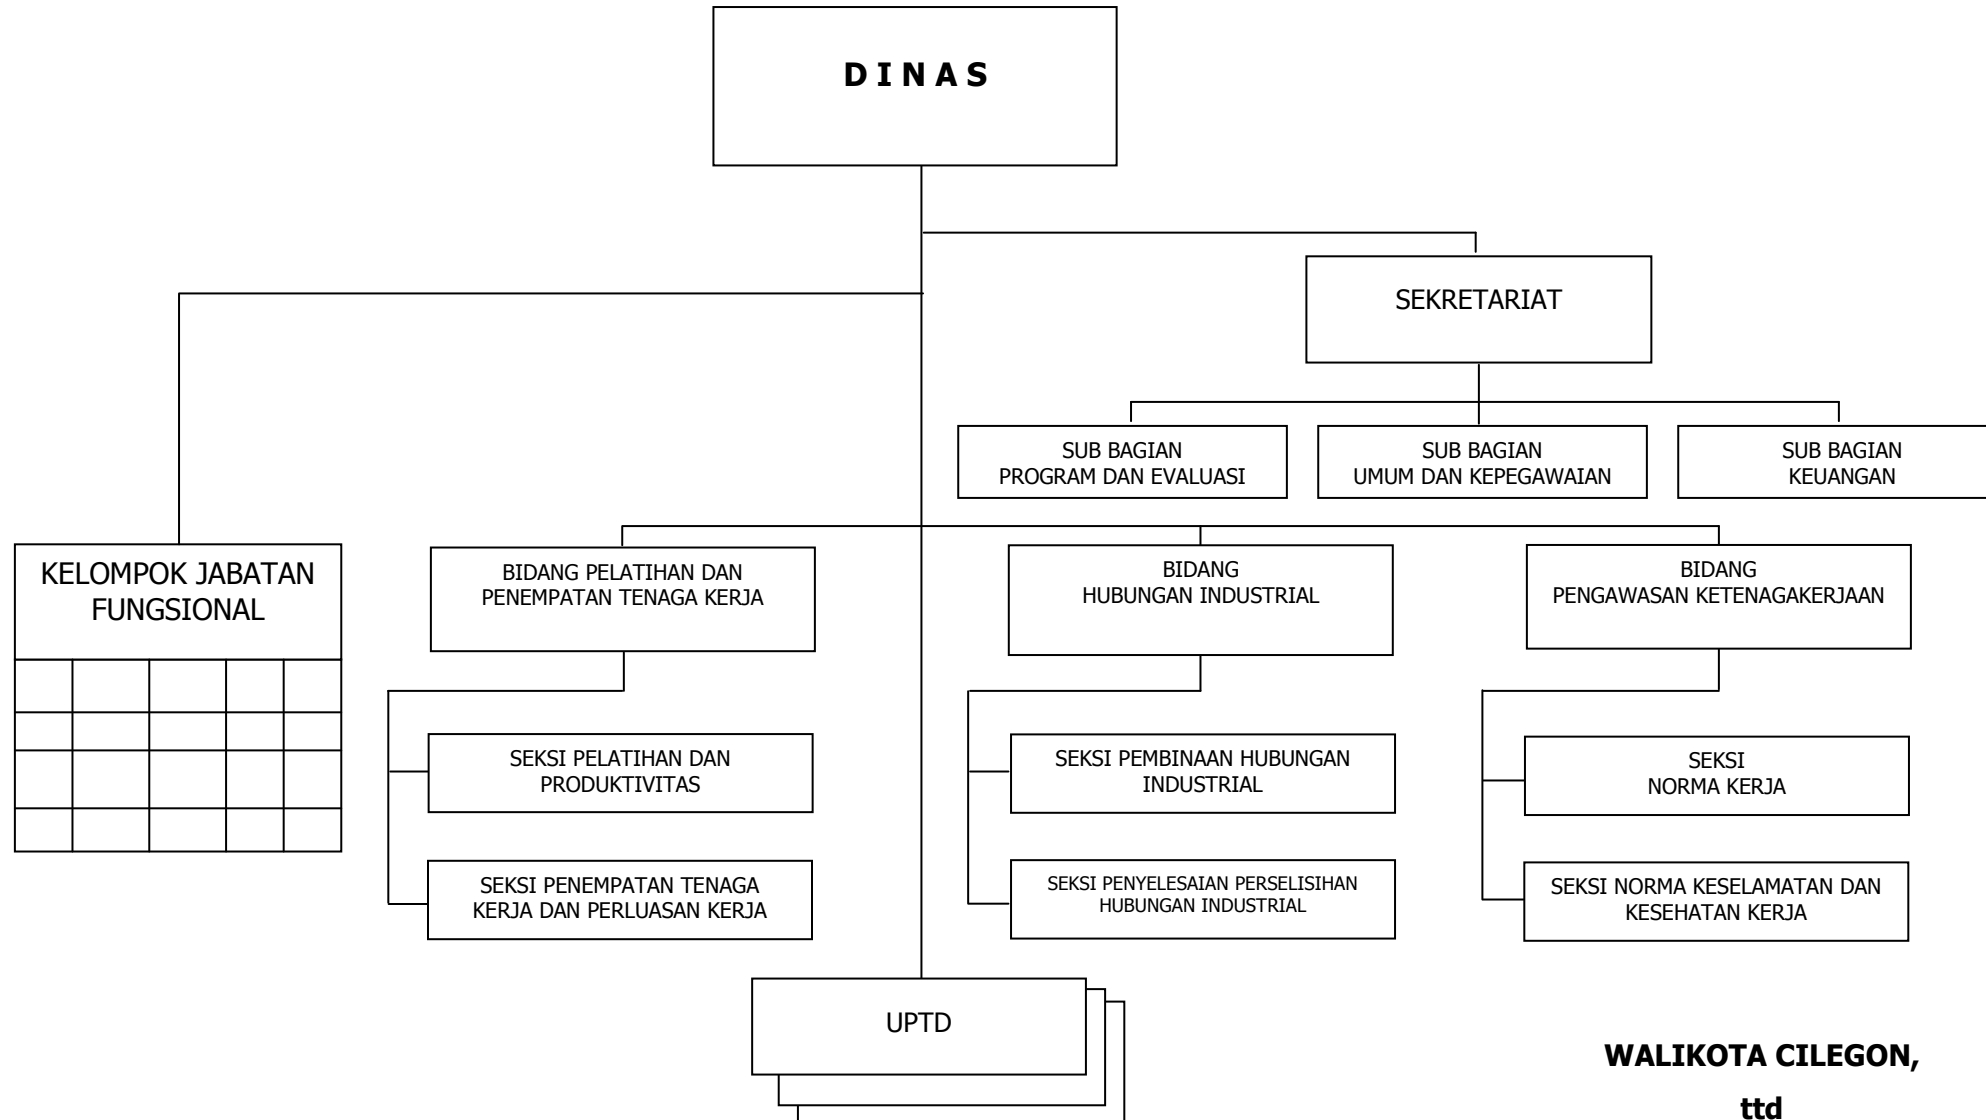 D I N A S
SEKRETARIAT
SUB BAGIAN
PROGRAM DAN EVALUASI
SUB BAGIAN
UMUM DAN KEPEGAWAIAN
SUB BAGIAN
KEUANGAN
KELOMPOK JABATAN
FUNGSIONAL
BIDANG PELATIHAN DAN
PENEMPATAN TENAGA KERJA
BIDANG
HUBUNGAN INDUSTRIAL
BIDANG
PENGAWASAN KETENAGAKERJAAN
SEKSI PELATIHAN DAN
PRODUKTIVITAS
SEKSI PEMBINAAN HUBUNGAN
INDUSTRIAL
SEKSI
NORMA KERJA
SEKSI PENEMPATAN TENAGA
KERJA DAN PERLUASAN KERJA
SEKSI PENYELESAIAN PERSELISIHAN
HUBUNGAN INDUSTRIAL
SEKSI NORMA KESELAMATAN DAN
KESEHATAN KERJA
UPTD
WALIKOTA CILEGON,
ttd